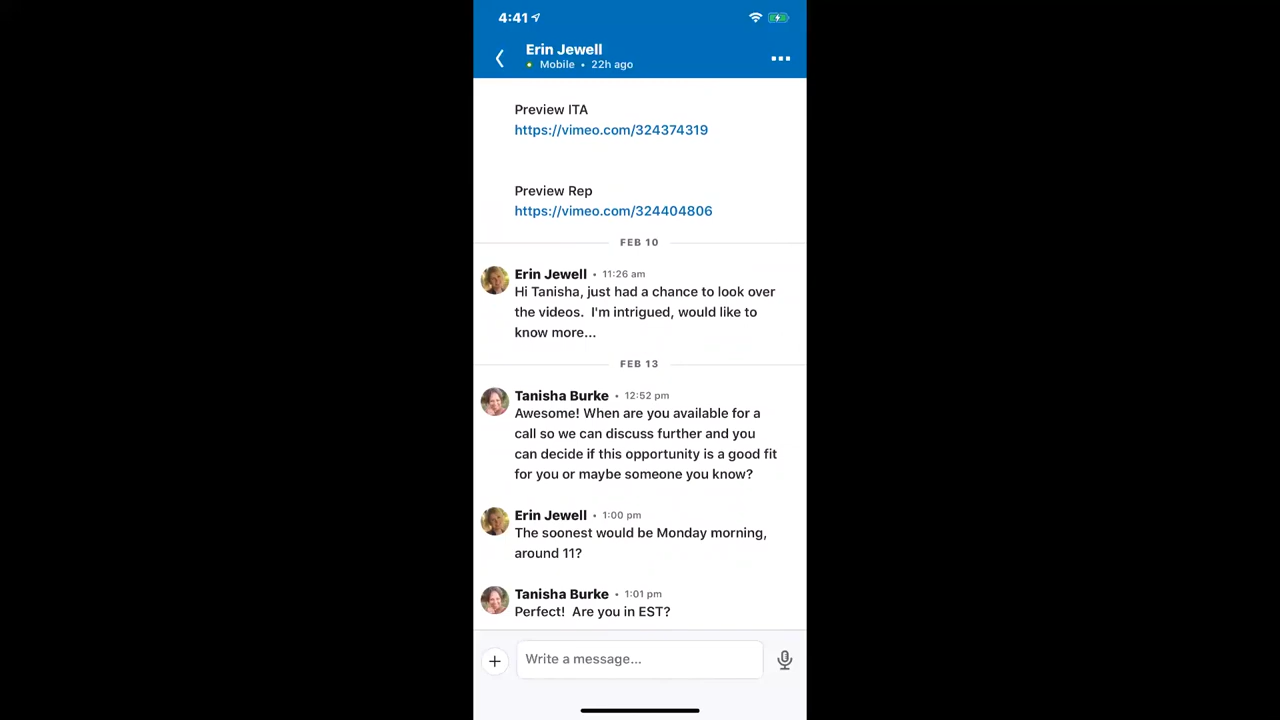 4:41
Erin Jewell
Mobile • 22h ago
Preview ITA
https://vimeo.com/324374319
Preview Rep
https://vimeo.com/324404806
FEB 10
Erin Jewell • 11:26 am
Hi Tanisha, just had a chance to look over
the videos.  I'm intrigued, would like to
know more...
FEB 13
Tanisha Burke • 12:52 pm
Awesome! When are you available for a
call so we can discuss further and you
can decide if this opportunity is a good fit
for you or maybe someone you know?
Erin Jewell • 1:00 pm
The soonest would be Monday morning,
around 11?
Tanisha Burke • 1:01 pm
Perfect!  Are you in EST?
Write a message...